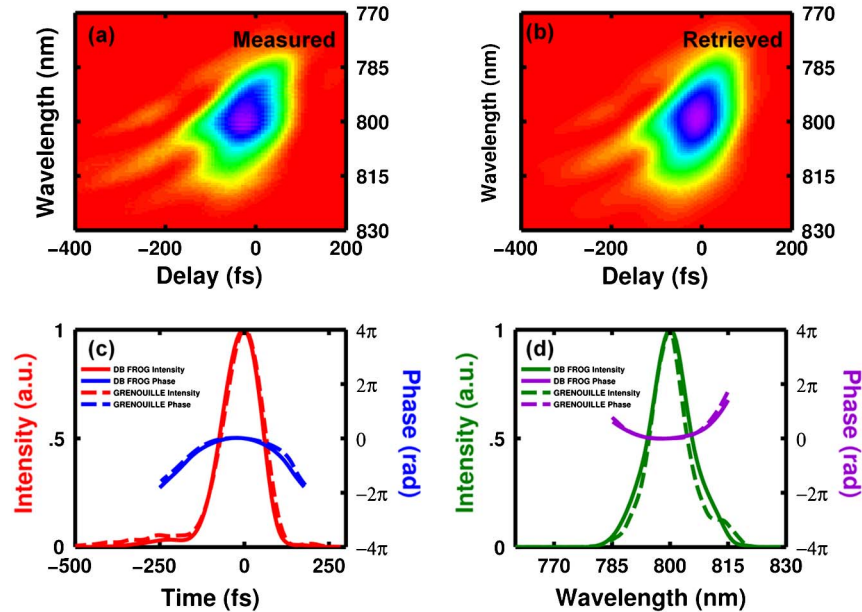 (a) Measured
Wavelength (nm)
770
785
800
815
830
−400 −200 0 200
Delay (fs)
(b) Retrieved
Wavelength (nm)
770
785
800
815
830
−400 −200 0 200
Delay (fs)
(c)
DB FROG Intensity
DB FROG Phase
GRENOUILLE Intensity
GRENOUILLE Phase
Intensity (a.u.)
1
.5
0
4π
2π
0
−2π
−4π
Phase (rad)
−500 −250 0 250
Time (fs)
(d)
DB FROG Intensity
DB FROG Phase
GRENOUILLE Intensity
GRENOUILLE Phase
Intensity (a.u.)
1
.5
0
4π
2π
0
−2π
−4π
Phase (rad)
770 785 800 815 830
Wavelength (nm)